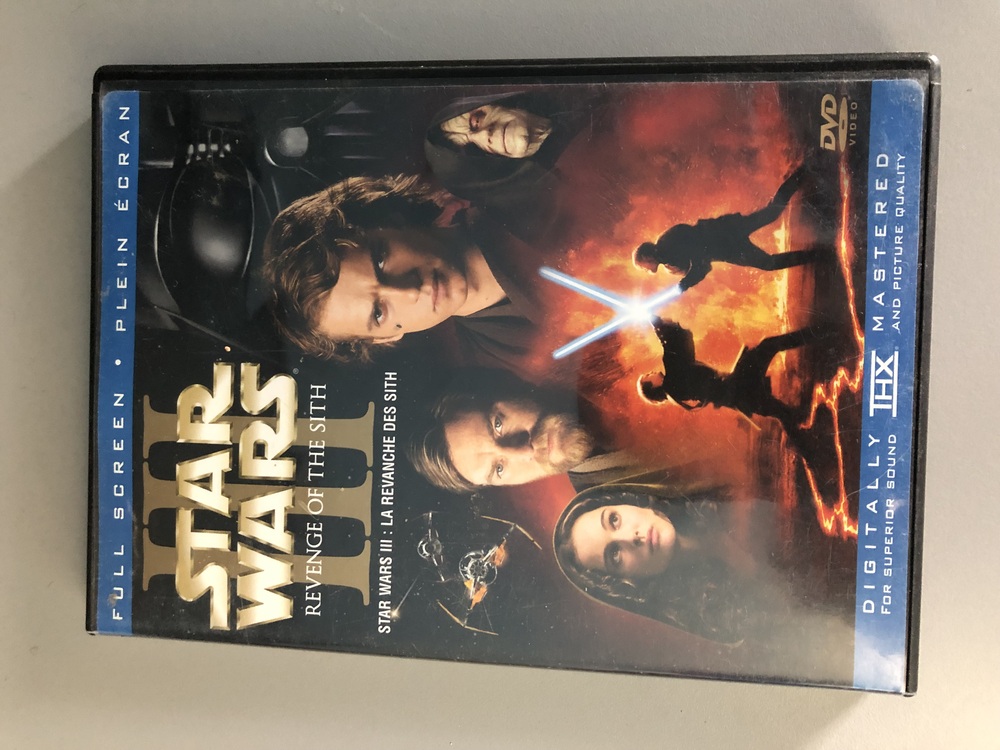 FULL SCREEN • PLEIN ÉCRAN
III
STAR
WARS
REVENGE OF THE SITH
STAR WARS III : LA REVANCHE DES SITH
DVD
VIDEO
DIGITALLY THX MASTERED
FOR SUPERIOR SOUND AND PICTURE QUALITY